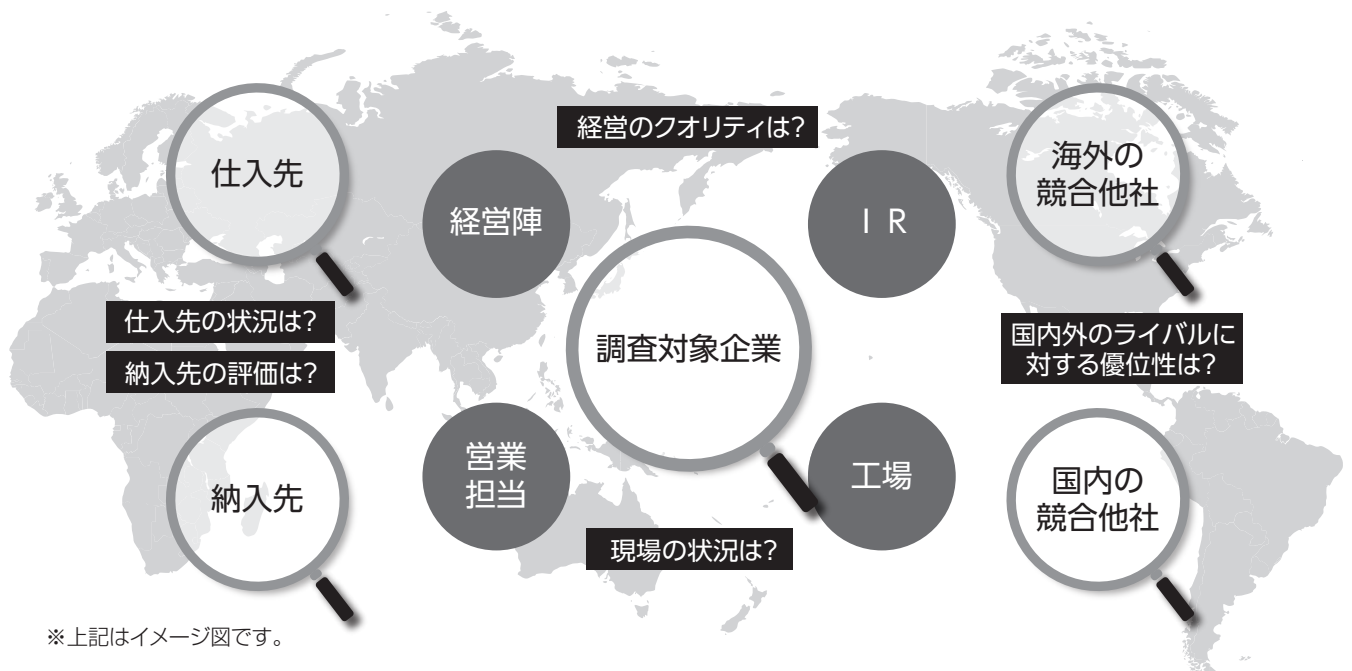 経営のクオリティは?
仕入先
経営陣
I R
海外の
競合他社
仕入先の状況は?
納入先の評価は?
調査対象企業
国内外のライバルに
対する優位性は?
納入先
営業
担当
工場
国内の
競合他社
現場の状況は?
※上記はイメージ図です。